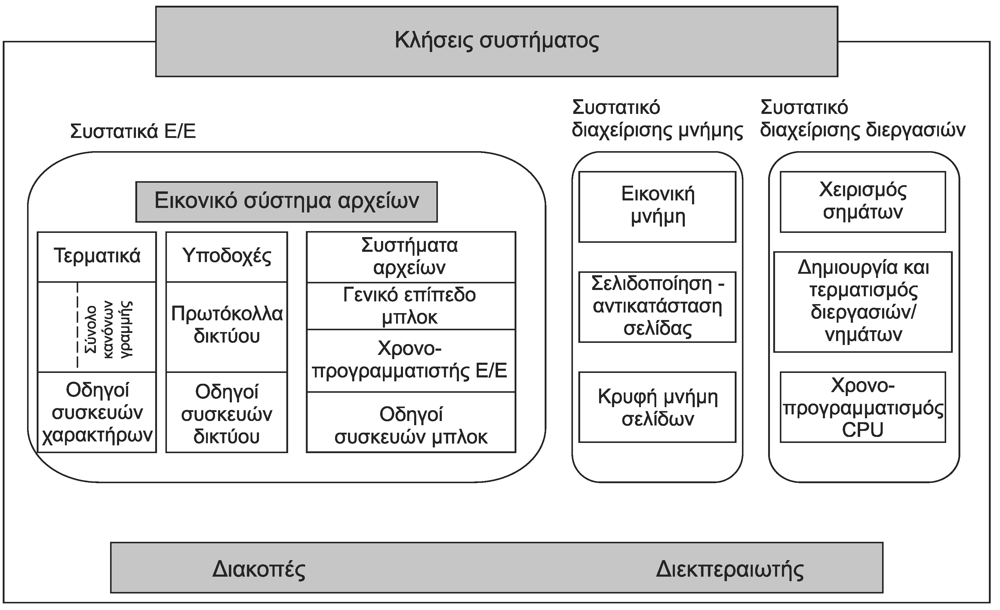 Κλήσεις συστήματος
Συστατικά Ε/Ε
Συστατικό
διαχείρισης μνήμης
Συστατικό
διαχείρισης διεργασιών
Εικονικό σύστημα αρχείων
Τερματικά
Σύνολο
κανόνων
γραμμής
Οδηγοί
συσκευών
χαρακτήρων
Υποδοχές
Πρωτόκολλα
δικτύου
Οδηγοί
συσκευών
δικτύου
Συστήματα
αρχείων
Γενικό επίπεδο
μπλοκ
Χρονο-
προγραμματιστής Ε/Ε
Οδηγοί
συσκευών μπλοκ
Εικονική
μνήμη
Σελιδοποίηση -
αντικατάσταση
σελίδας
Κρυφή μνήμη
σελίδων
Χειρισμός
σημάτων
Δημιουργία και
τερματισμός
διεργασιών/
νημάτων
Χρονο-
προγραμματισμός
CPU
Διακοπές
Διεκπεραιωτής